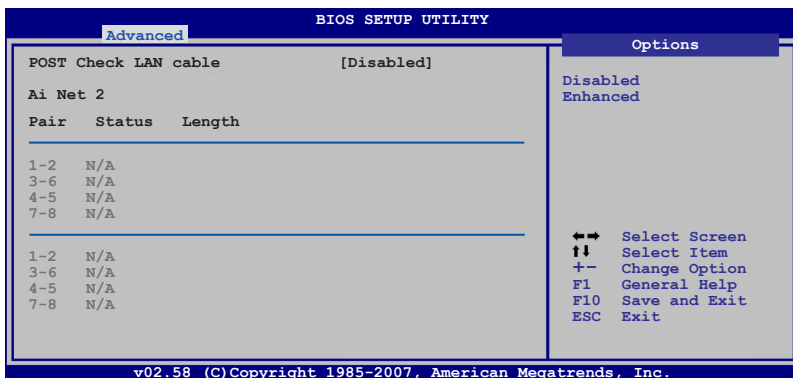 BIOS SETUP UTILITY
Advanced
POST Check LAN cable [Disabled]
Ai Net 2
Pair Status Length
1-2 N/A
3-6 N/A
4-5 N/A
7-8 N/A
1-2 N/A
3-6 N/A
4-5 N/A
7-8 N/A
Options
Disabled
Enhanced
←→ Select Screen
↑↓ Select Item
+- Change Option
F1 General Help
F10 Save and Exit
ESC Exit
v02.58 (C)Copyright 1985-2007, American Megatrends, Inc.